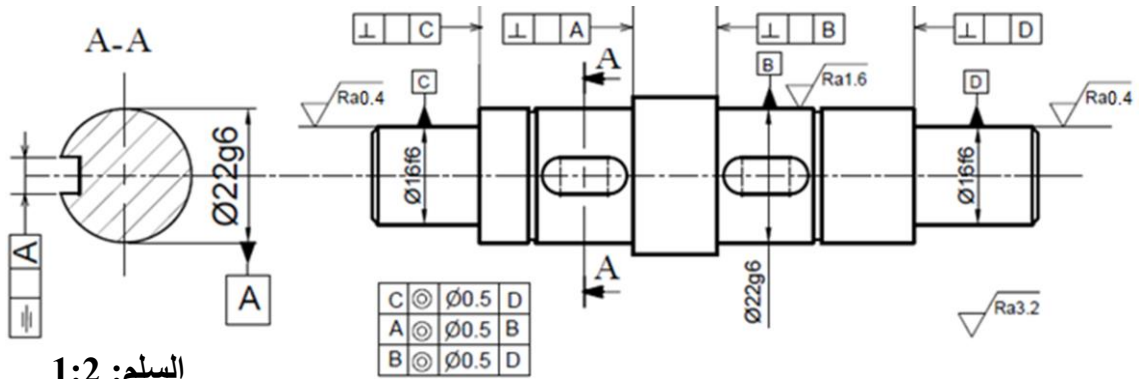 ⊥ C
⊥ A
⊥ B
⊥ D
A-A
A
C
B
D
Ra0.4
Ra1.6
Ra0.4
Ø22g6
Ø16f6
Ø16f6
A
A
A
Ø22g6
Ra3.2
C ◎ Ø0.5 D
A ◎ Ø0.5 B
B ◎ Ø0.5 D
السلم: 1:2